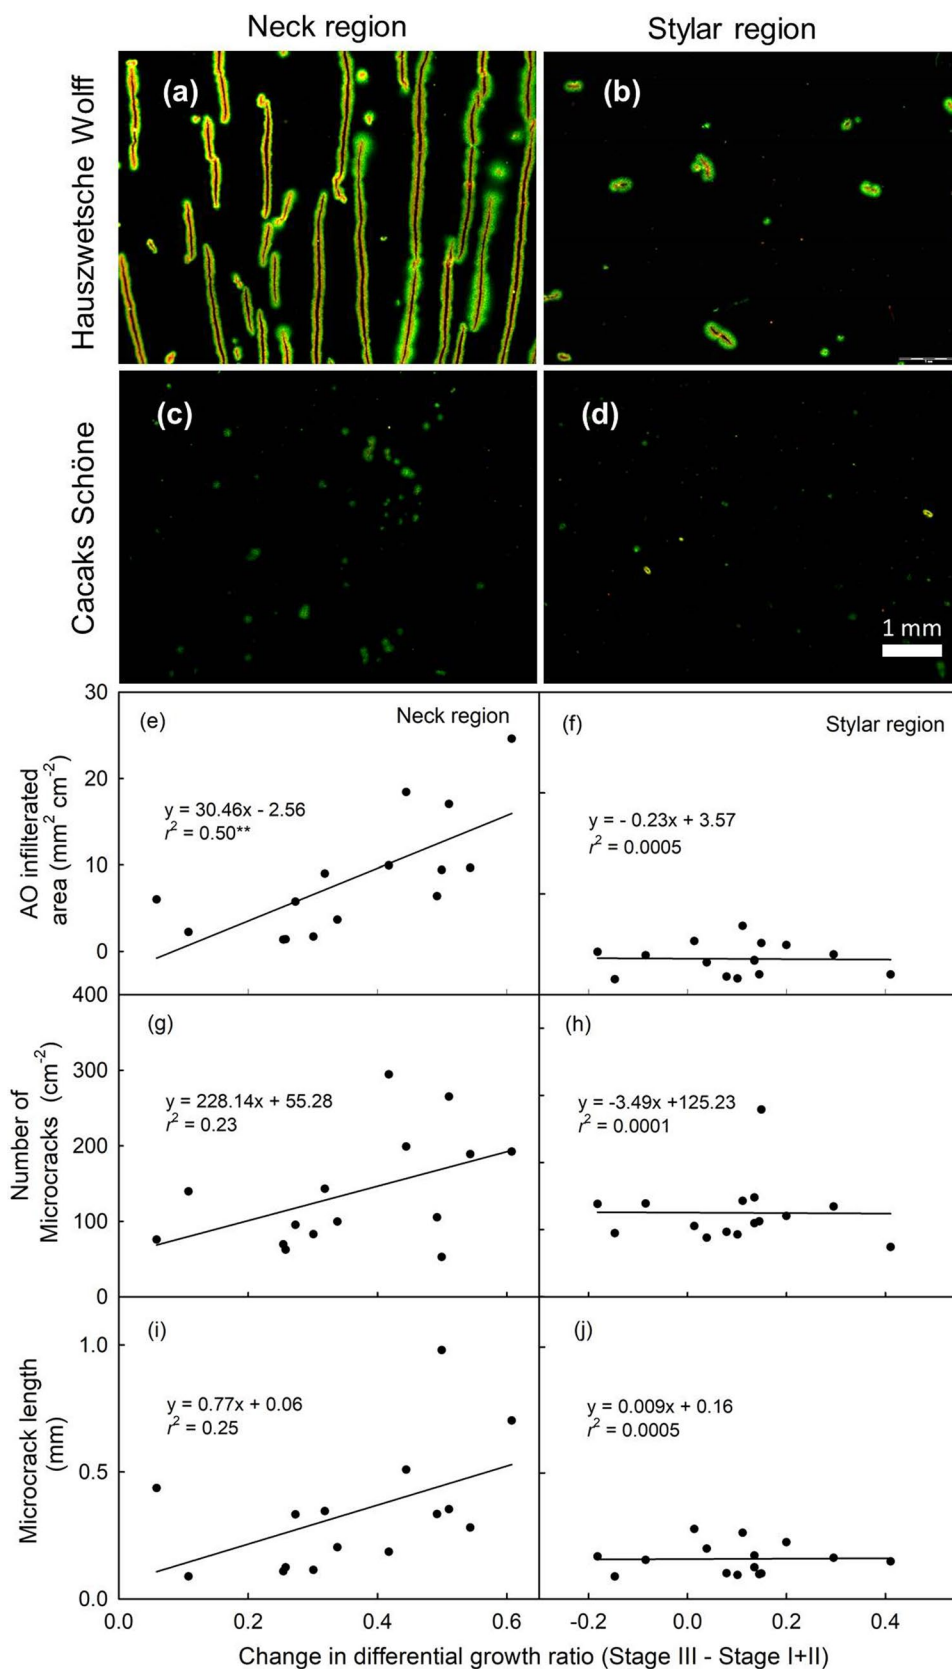 Neck region
Stylar region
Hauszwetsche Wolff
(a)
(b)
Cacaks Schöne
(c)
(d)
1 mm
30
20
10
0
AO infilterated
area (mm² cm⁻²)
(e)
Neck region
y = 30.46x - 2.56
r² = 0.50**
(f)
Stylar region
y = - 0.23x + 3.57
r² = 0.0005
400
300
200
100
0
Number of
Microcracks (cm⁻²)
(g)
y = 228.14x + 55.28
r² = 0.23
(h)
y = -3.49x +125.23
r² = 0.0001
1.0
0.5
0.0
Microcrack length
(mm)
(i)
y = 0.77x + 0.06
r² = 0.25
(j)
y = 0.009x + 0.16
r² = 0.0005
0.0 0.2 0.4 0.6 -0.2 0.0 0.2 0.4
Change in differential growth ratio (Stage III - Stage I+II)